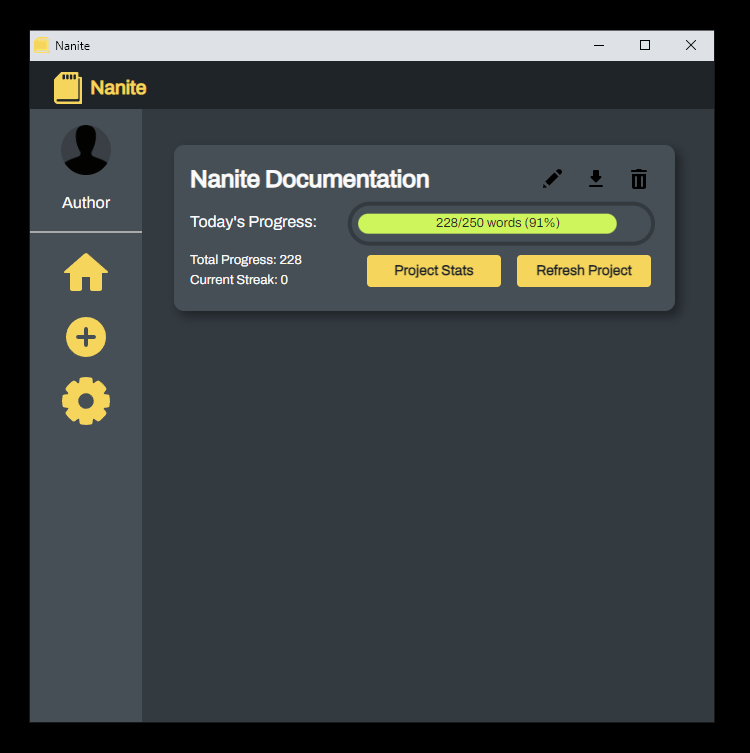 Nanite
Nanite
Author
Nanite Documentation
Today's Progress:
228/250 words (91%)
Total Progress: 228
Current Streak: 0
Project Stats
Refresh Project